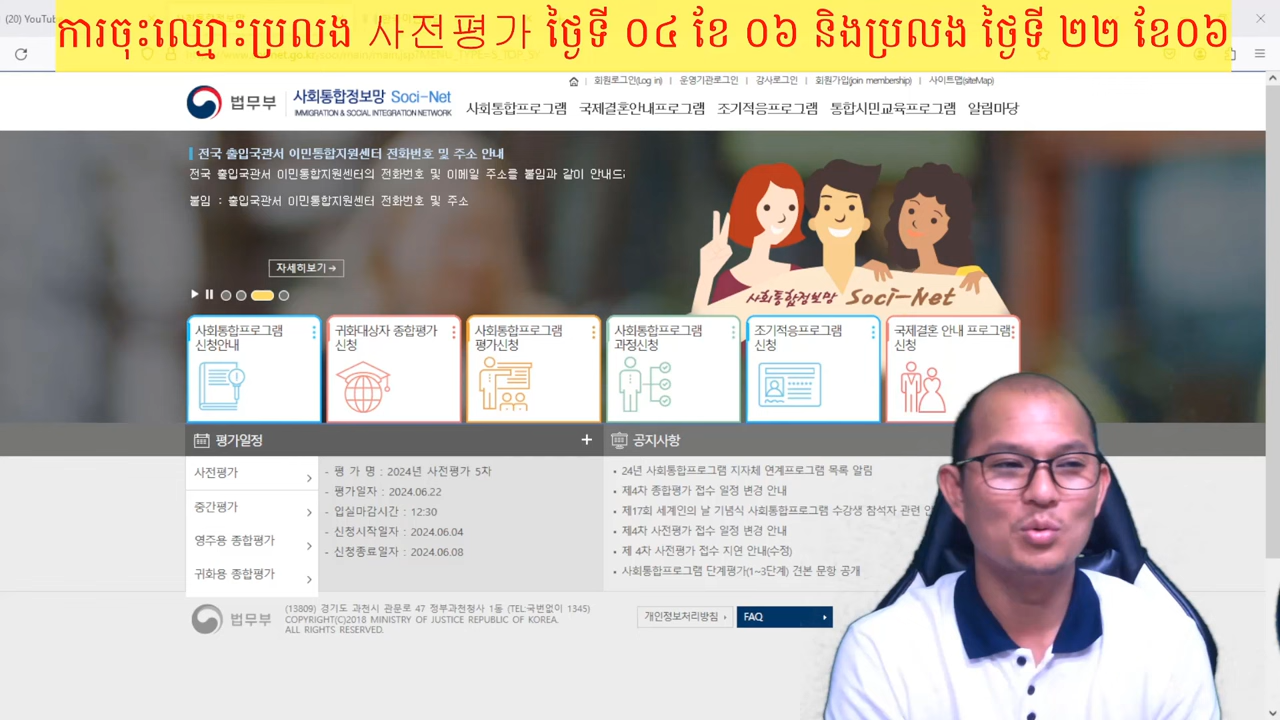 (20) YouTub
ការចុះឈ្មោះប្រលង 사전평가 ថ្ងៃទី ០៤ ខែ ០៦ និងប្រលង ថ្ងៃទី ២២ ខែ០៦
회원로그인(Log in) | 운영기관로그인 | 강사로그인 | 회원가입(join membership) | 사이트맵(siteMap)
법무부 사회통합정보망 Soci-Net
IMMIGRATION & SOCIAL INTEGRATION NETWORK
사회통합프로그램 국제결혼안내프로그램 조기적응프로그램 통합시민교육프로그램 알림마당
전국 출입국관서 이민통합지원센터 전화번호 및 주소 안내
전국 출입국관서 이민통합지원센터의 전화번호 및 이메일 주소를 붙임과 같이 안내드
붙임 : 출입국관서 이민통합지원센터 전화번호 및 주소
자세히보기→
사회통합정보망 Soci-Net
사회통합프로그램
신청안내
귀화대상자 종합평가
신청
사회통합프로그램
평가신청
사회통합프로그램
과정신청
조기적응프로그램
신청
국제결혼 안내 프로그램
신청
평가일정 +
사전평가
중간평가
영주용 종합평가
귀화용 종합평가
- 평 가 명 : 2024년 사전평가 5차
- 평가일자 : 2024.06.22
- 입실마감시간 : 12:30
- 신청시작일자 : 2024.06.04
- 신청종료일자 : 2024.06.08
공지사항
24년 사회통합프로그램 지자체 연계프로그램 목록 알림
제4차 종합평가 접수 일정 변경 안내
제17회 세계인의 날 기념식 사회통합프로그램 수강생 참석자 관련
제4차 사전평가 접수 일정 변경 안내
제 4차 사전평가 접수 지연 안내(수정)
사회통합프로그램 단계평가(1~3단계) 견본 문항 공개
법무부
(13809) 경기도 과천시 관문로 47 정부과천청사 1동 (TEL:국번없이 1345)
COPYRIGHT(C)2018 MINISTRY OF JUSTICE REPUBLIC OF KOREA.
ALL RIGHTS RESERVED.
개인정보처리방침
FAQ